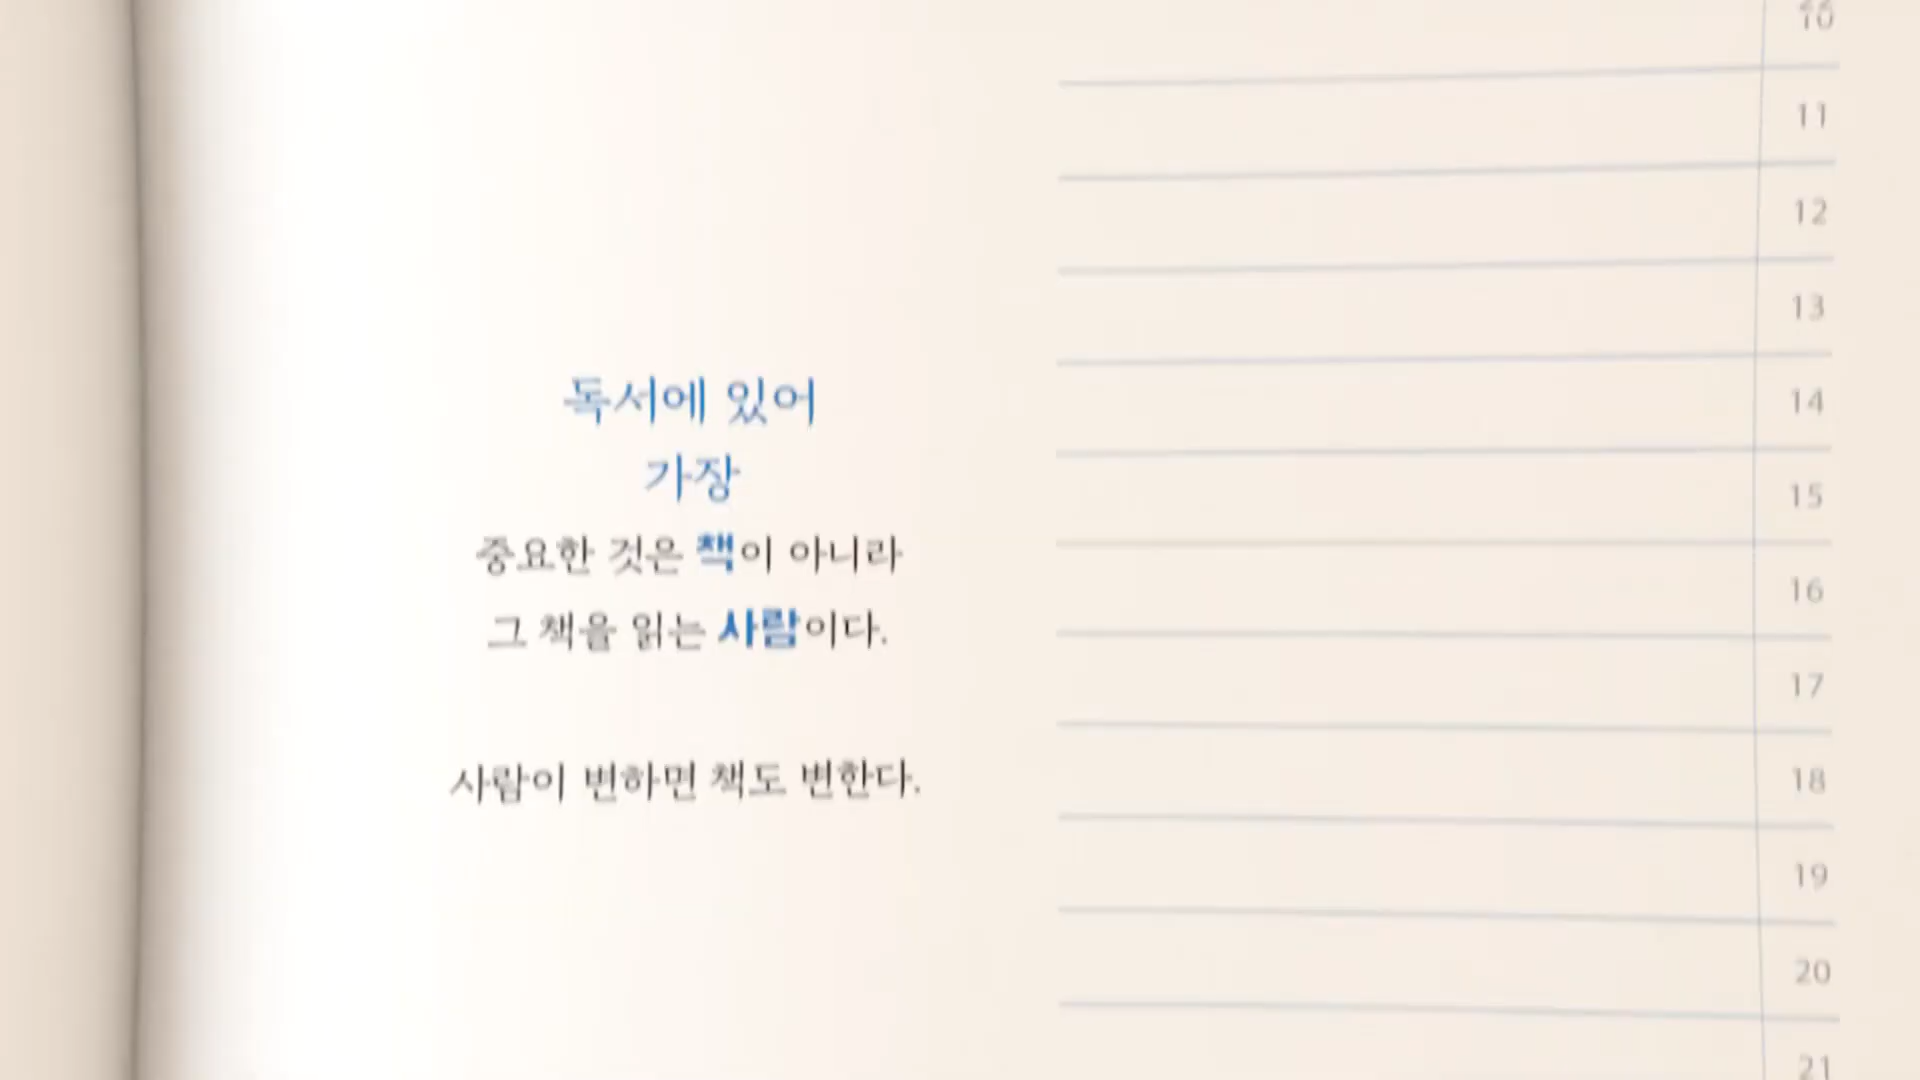 독서에 있어
가장
중요한 것은 책이 아니라
그 책을 읽는 사람이다.
사람이 변하면 책도 변한다.
10
11
12
13
14
15
16
17
18
19
20
21